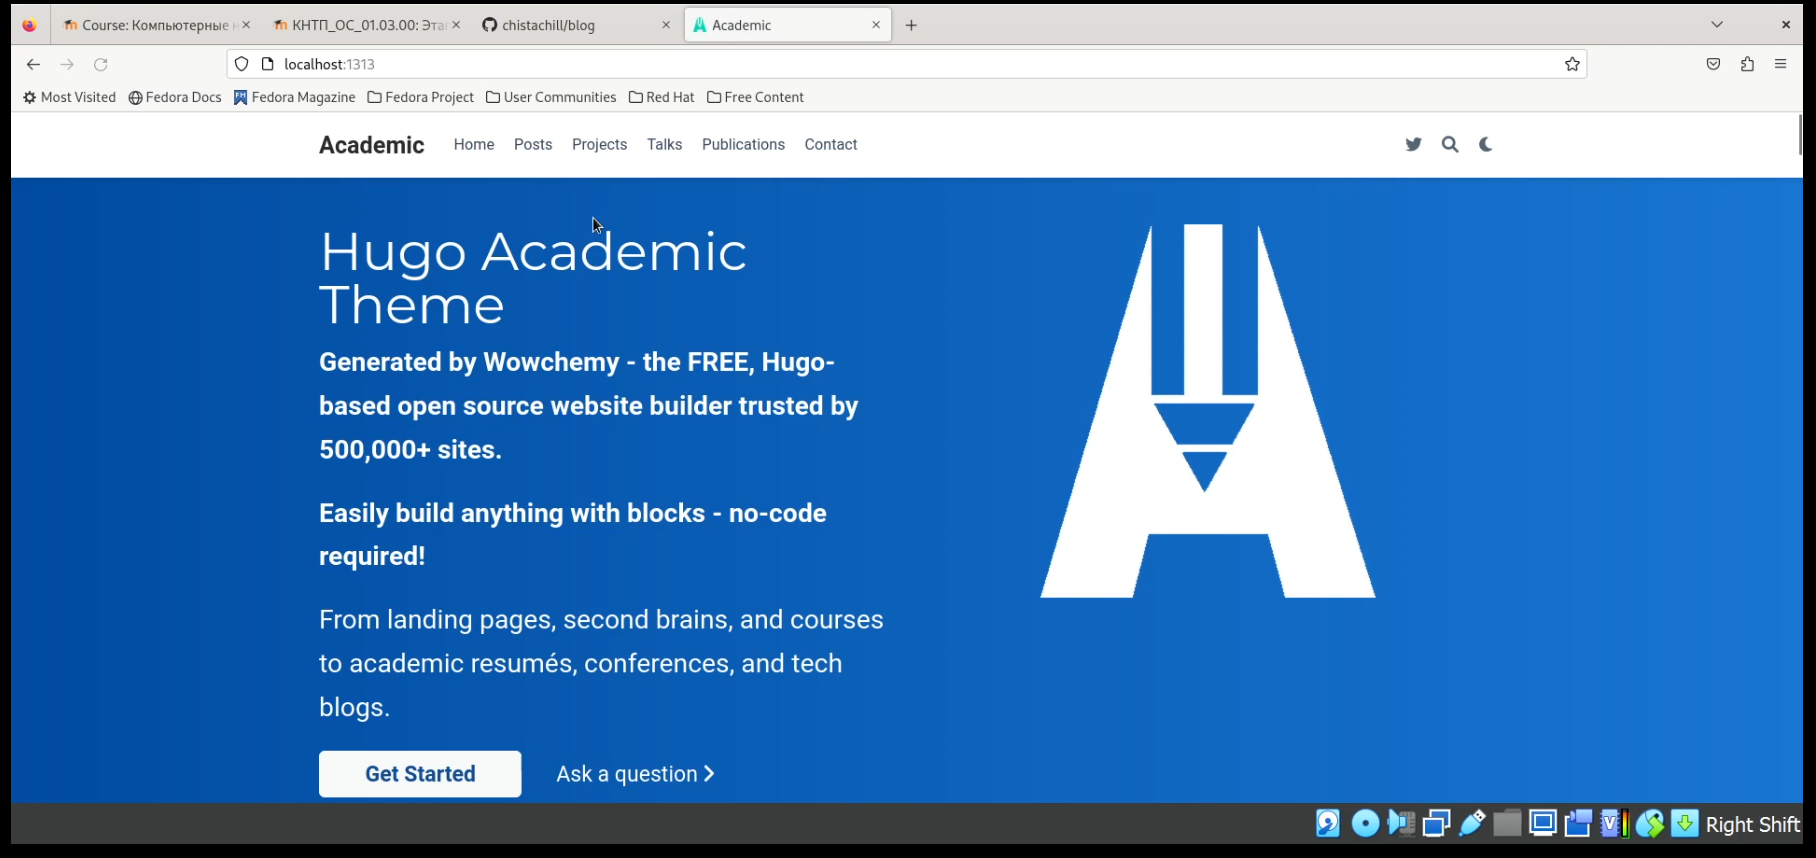 Course: Компьютерные н
КНТП_ОС_01.03.00: Эта
chistachill/blog
Academic
localhost:1313
Most Visited Fedora Docs Fedora Magazine Fedora Project User Communities Red Hat Free Content
Academic Home Posts Projects Talks Publications Contact
Hugo Academic
Theme
Generated by Wowchemy - the FREE, Hugo-
based open source website builder trusted by
500,000+ sites.
Easily build anything with blocks - no-code
required!
From landing pages, second brains, and courses
to academic resumés, conferences, and tech
blogs.
Get Started Ask a question
Right Shift